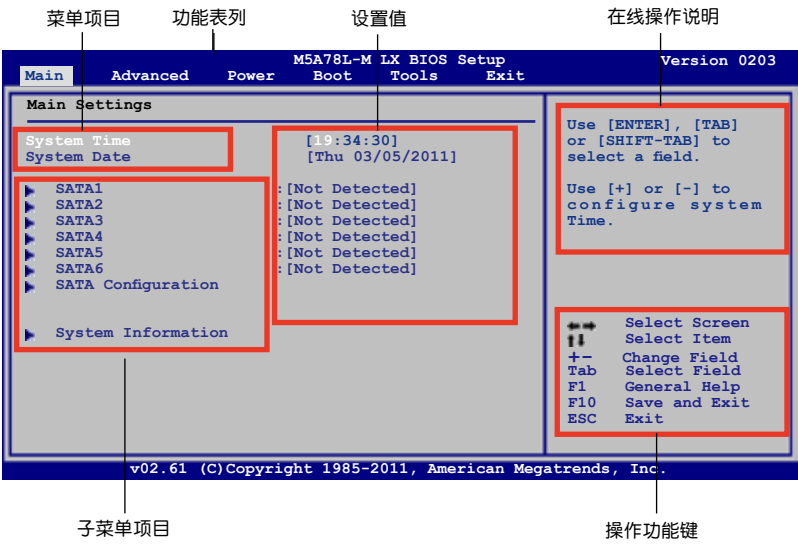 菜单项目 功能表列 设置值 在线操作说明
M5A78L-M LX BIOS Setup Version 0203
Main Advanced Power Boot Tools Exit
Main Settings
System Time [19:34:30]
System Date [Thu 03/05/2011]
SATA1 :[Not Detected]
SATA2 :[Not Detected]
SATA3 :[Not Detected]
SATA4 :[Not Detected]
SATA5 :[Not Detected]
SATA6 :[Not Detected]
SATA Configuration
System Information
Use [ENTER], [TAB]
or [SHIFT-TAB] to
select a field.
Use [+] or [-] to
configure system
Time.
←→ Select Screen
↑↓ Select Item
+- Change Field
Tab Select Field
F1 General Help
F10 Save and Exit
ESC Exit
v02.61 (C)Copyright 1985-2011, American Megatrends, Inc.
子菜单项目 操作功能键